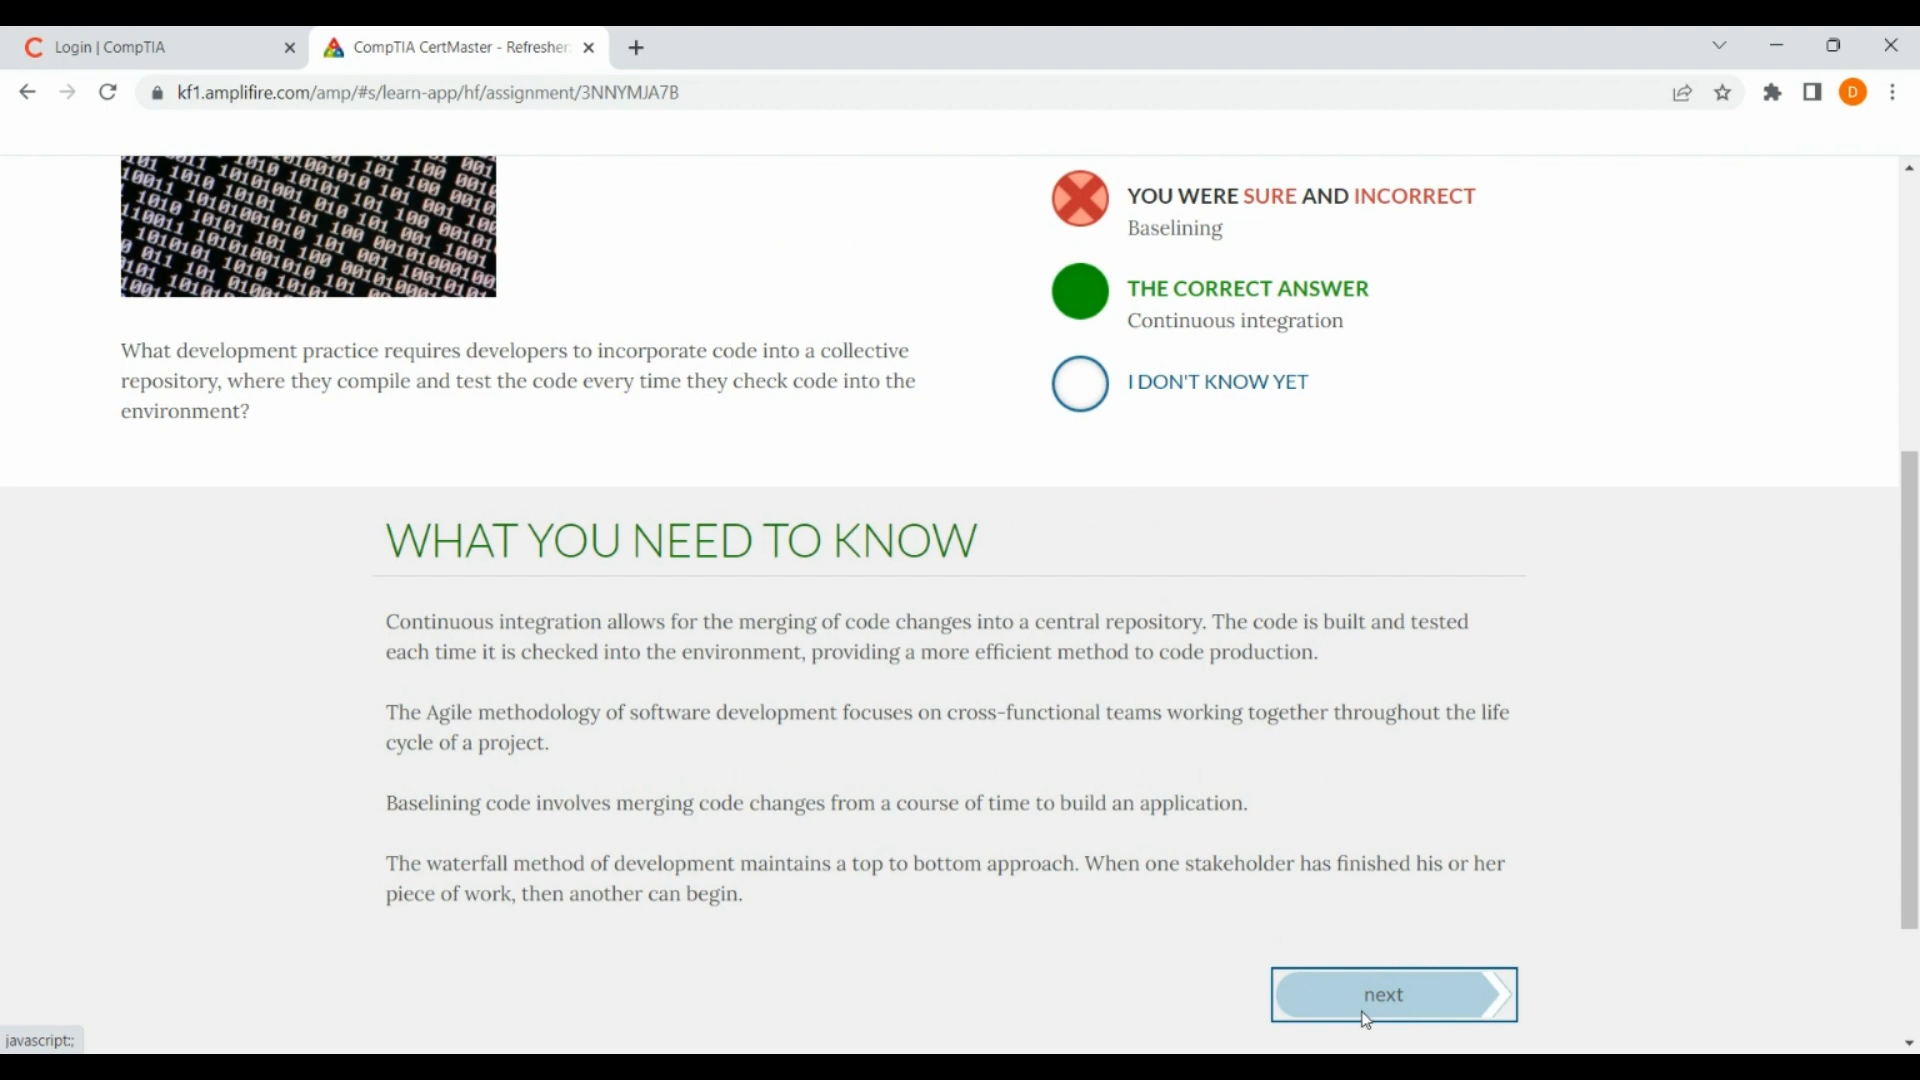 Login | CompTIA
CompTIA CertMaster - Refresher:
kf1.amplifire.com/amp/#s/learn-app/hf/assignment/3NNYMJA7B
D
YOU WERE SURE AND INCORRECT
Baselining
THE CORRECT ANSWER
Continuous integration
I DON'T KNOW YET
What development practice requires developers to incorporate code into a collective
repository, where they compile and test the code every time they check code into the
environment?
WHAT YOU NEED TO KNOW
Continuous integration allows for the merging of code changes into a central repository. The code is built and tested
each time it is checked into the environment, providing a more efficient method to code production.
The Agile methodology of software development focuses on cross-functional teams working together throughout the life
cycle of a project.
Baselining code involves merging code changes from a course of time to build an application.
The waterfall method of development maintains a top to bottom approach. When one stakeholder has finished his or her
piece of work, then another can begin.
next
javascript:;